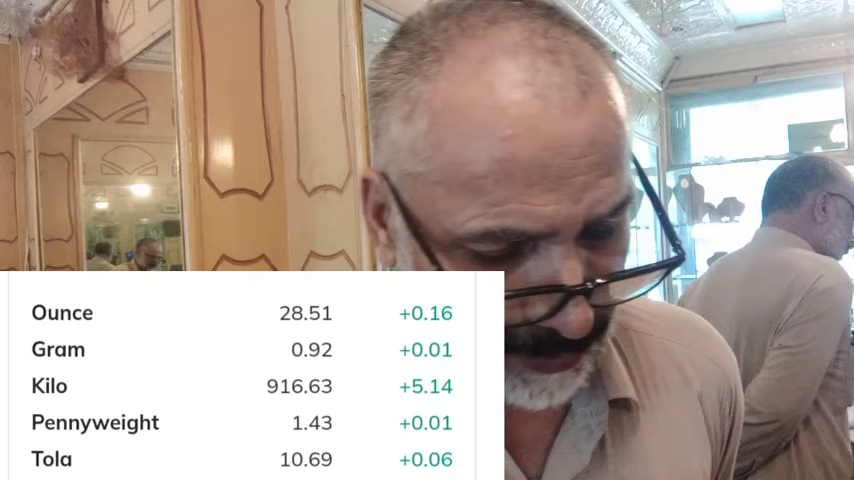 Ounce 28.51 +0.16
Gram 0.92 +0.01
Kilo 916.63 +5.14
Pennyweight 1.43 +0.01
Tola 10.69 +0.06